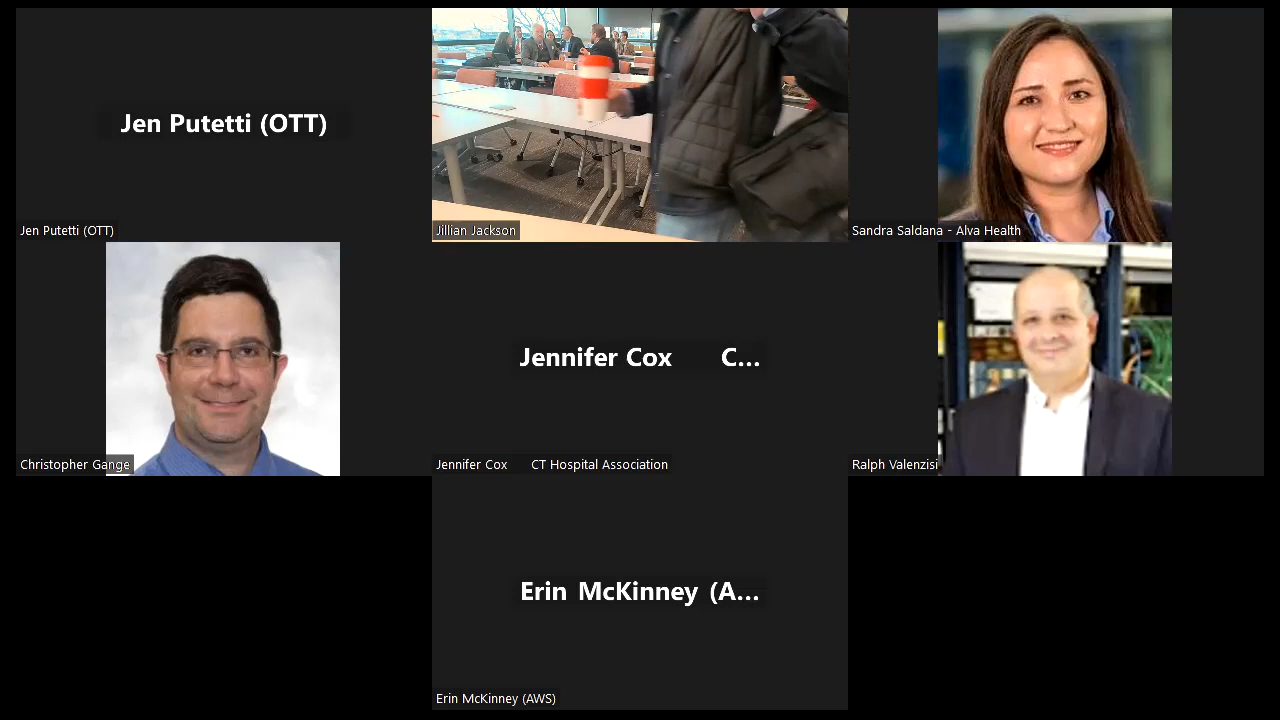 Jen Putetti (OTT)
Jen Putetti (OTT)
Jillian Jackson
Sandra Saldana - Alva Health
Christopher Gange
Jennifer Cox C...
Jennifer Cox CT Hospital Association
Ralph Valenzisi
Erin McKinney (A...
Erin McKinney (AWS)